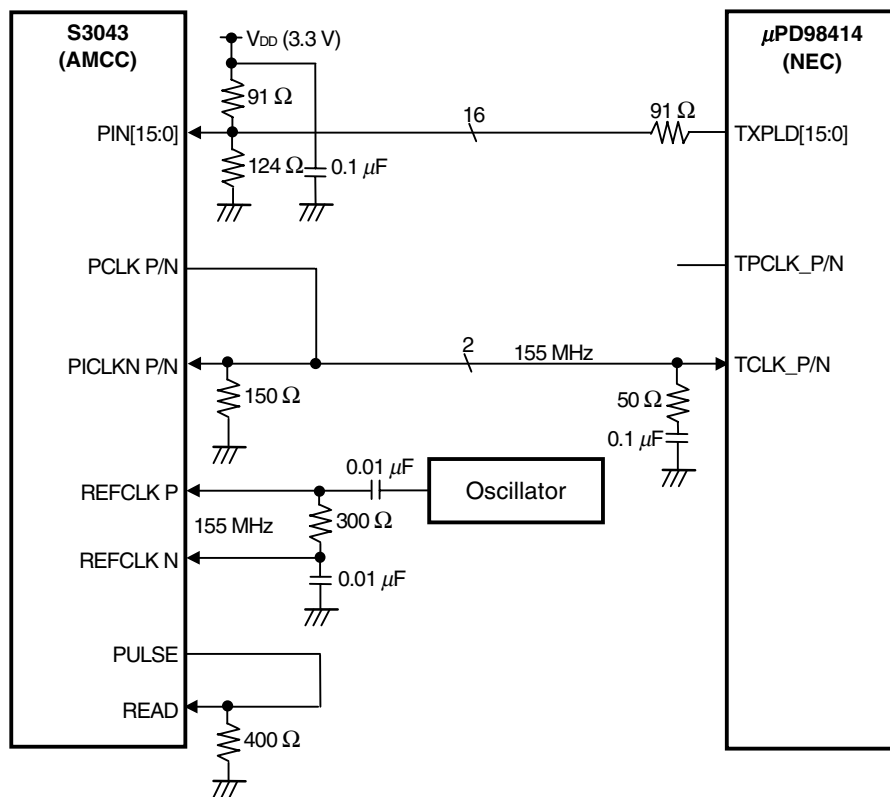 S3043
(AMCC)
VDD (3.3 V)
μPD98414
(NEC)
91 Ω
16
91 Ω
PIN[15:0]
TXPLD[15:0]
124 Ω
0.1 μF
PCLK P/N
TPCLK_P/N
2
155 MHz
PICLKN P/N
TCLK_P/N
150 Ω
50 Ω
0.1 μF
0.01 μF
Oscillator
REFCLK P
155 MHz
300 Ω
REFCLK N
0.01 μF
PULSE
READ
400 Ω